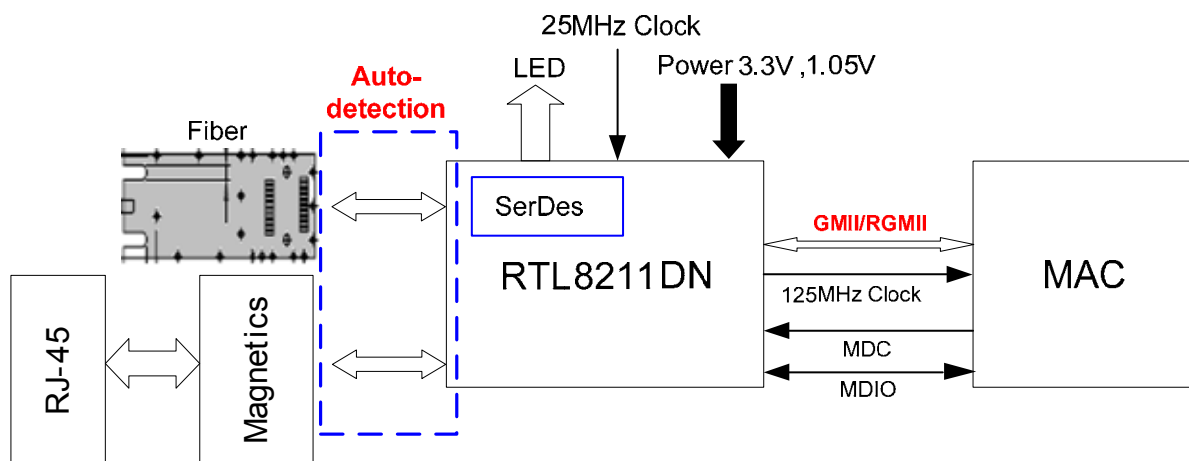 25MHz Clock
LED
Power 3.3V ,1.05V
Auto-
detection
Fiber
SerDes
RTL8211DN
GMII/RGMII
125MHz Clock
MDC
MDIO
MAC
RJ-45
Magnetics